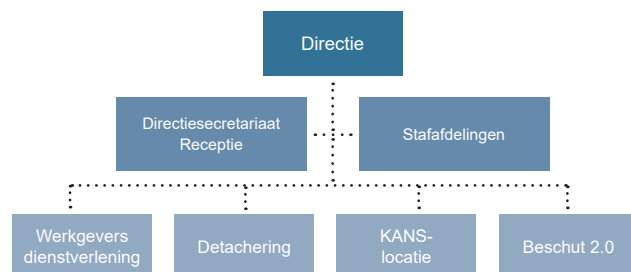 Directie
Directiesecretariaat
Receptie
Stafafdelingen
Werkgevers
dienstverlening
Detachering
KANS-
locatie
Beschut 2.0